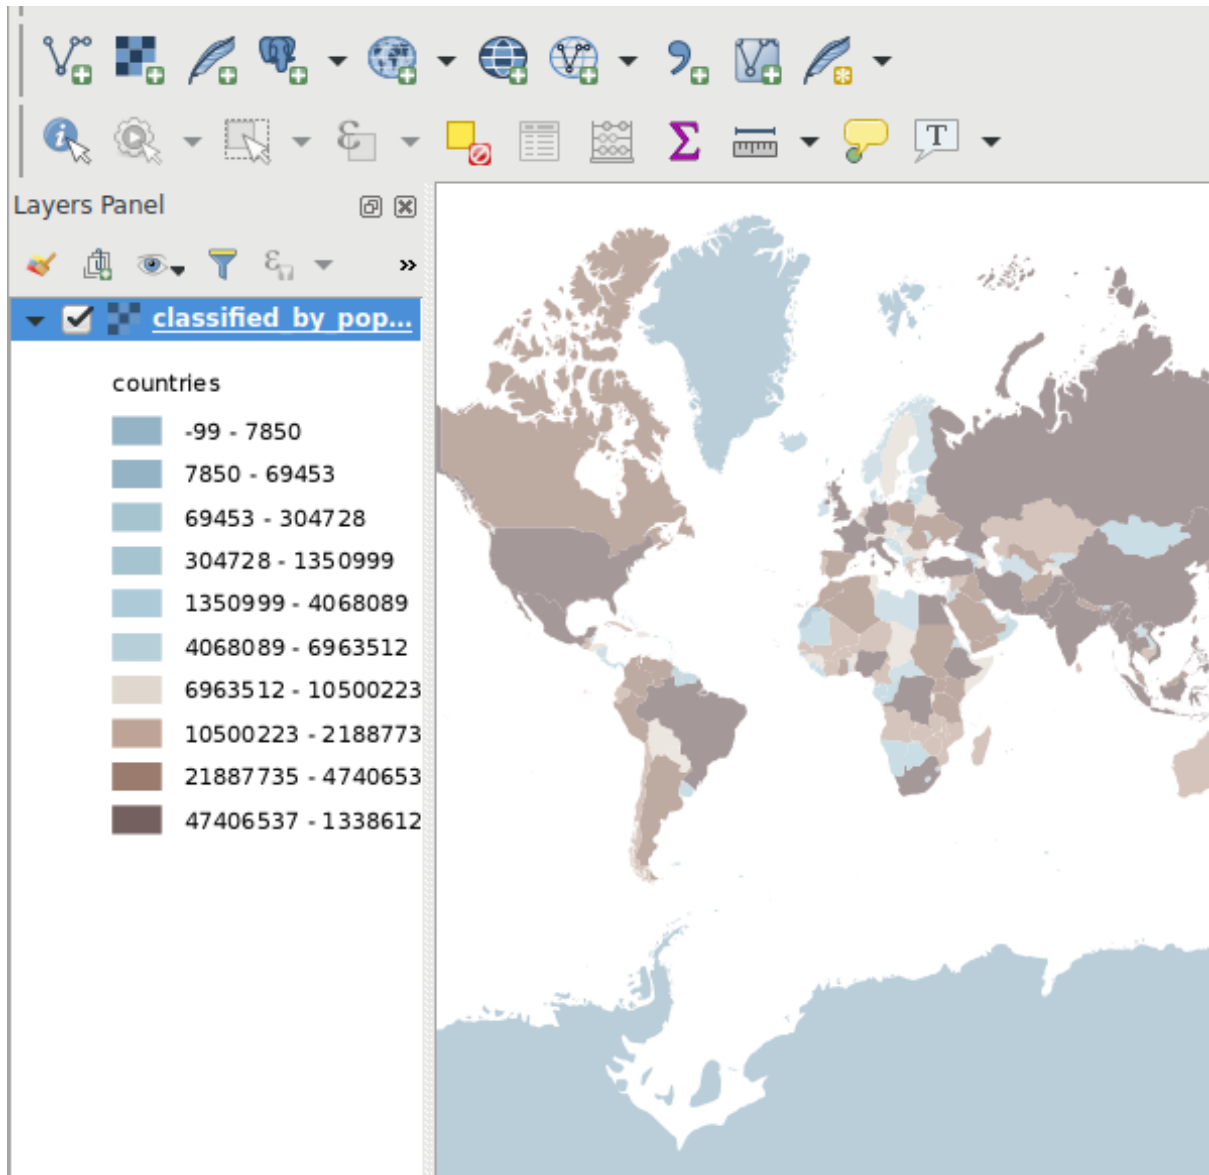 T
Layers Panel
classified_by_pop...
countries
-99 - 7850
7850 - 69453
69453 - 304728
304728 - 1350999
1350999 - 4068089
4068089 - 6963512
6963512 - 10500223
10500223 - 2188773
21887735 - 4740653
47406537 - 1338612